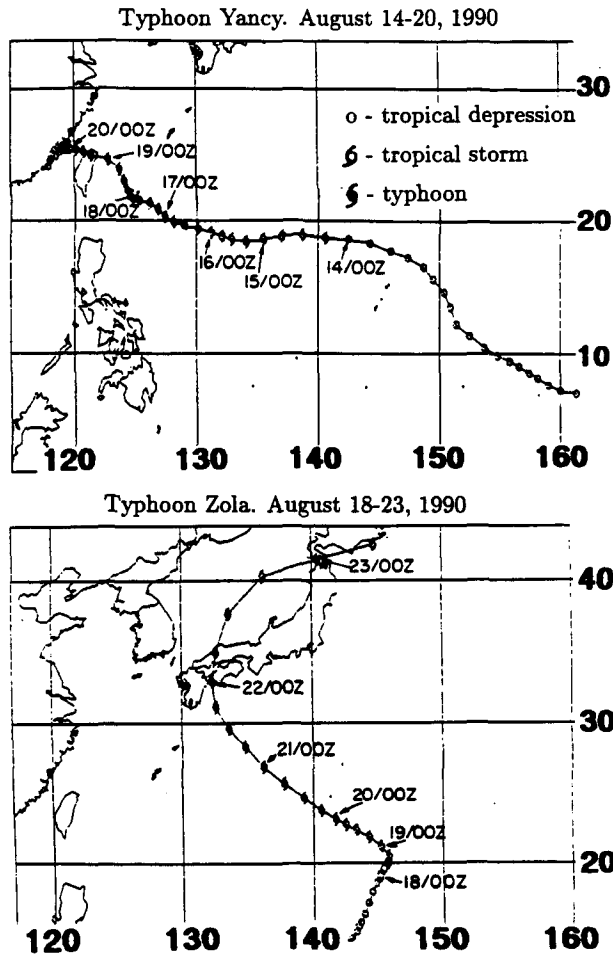 Typhoon Yancy. August 14-20, 1990
30
o - tropical depression
20/00Z
- tropical storm
19/00Z
17/00Z
- typhoon
18/00Z
20
16/00Z
15/00Z
14/00Z
10
120 130 140 150 160
Typhoon Zola. August 18-23, 1990
23/00Z
40
22/00Z
30
21/00Z
20/00Z
19/00Z
20
18/00Z
120 130 140 150 160